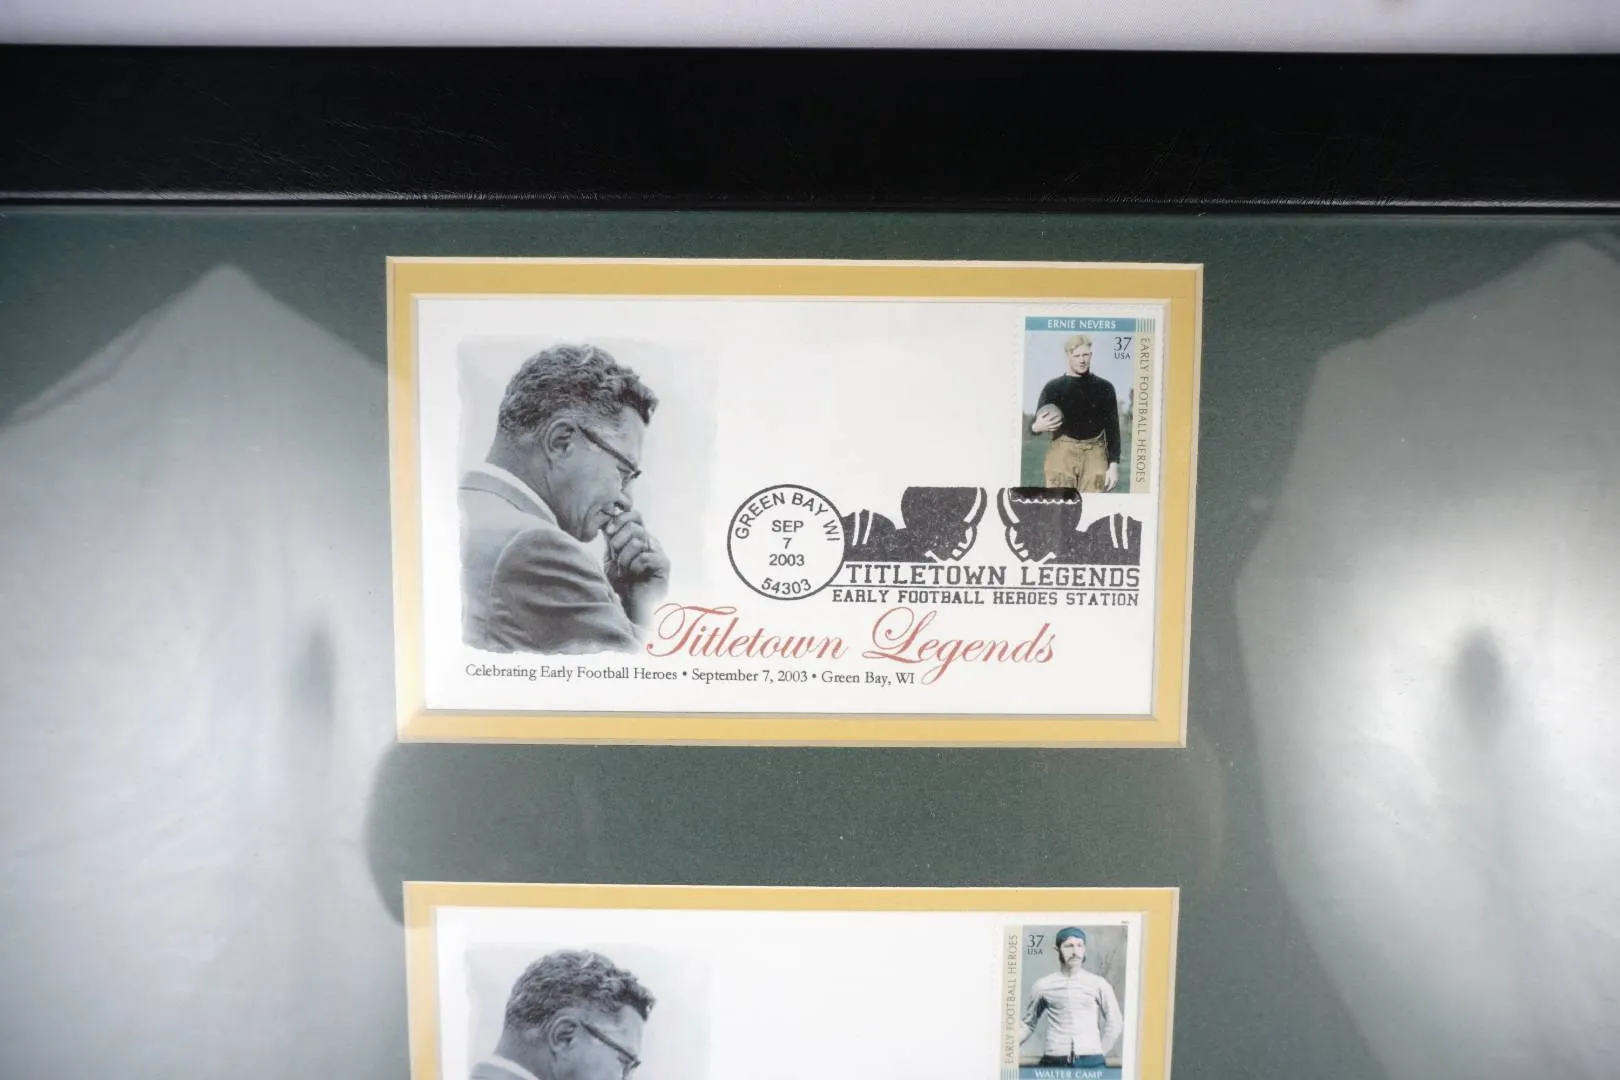 ERNIE NEVERS
37
USA
EARLY FOOTBALL HEROES
GREEN BAY WI
SEP
7
2003
54303
TITLETOWN LEGENDS
EARLY FOOTBALL HEROES STATION
Titletown Legends
Celebrating Early Football Heroes • September 7, 2003 • Green Bay, WI
37
USA
EARLY FOOTBALL HEROES
WALTER CAMP